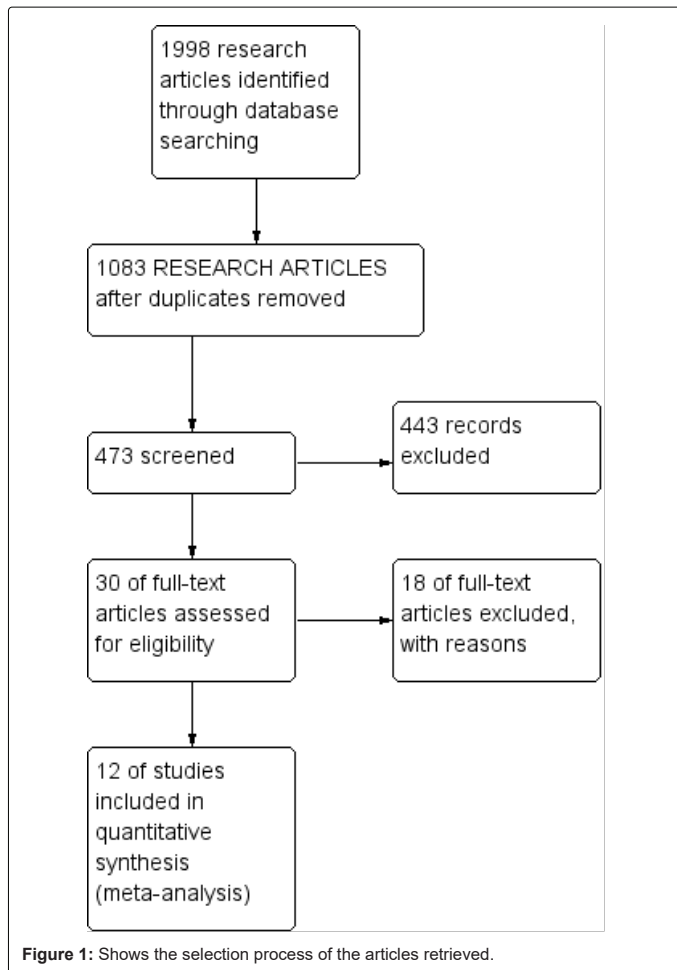 1998 research
articles identified
through database
searching
1083 RESEARCH ARTICLES
after duplicates removed
473 screened
443 records
excluded
30 of full-text
articles assessed
for eligibility
18 of full-text
articles excluded,
with reasons
12 of studies
included in
quantitative
synthesis
(meta-analysis)
Figure 1: Shows the selection process of the articles retrieved.